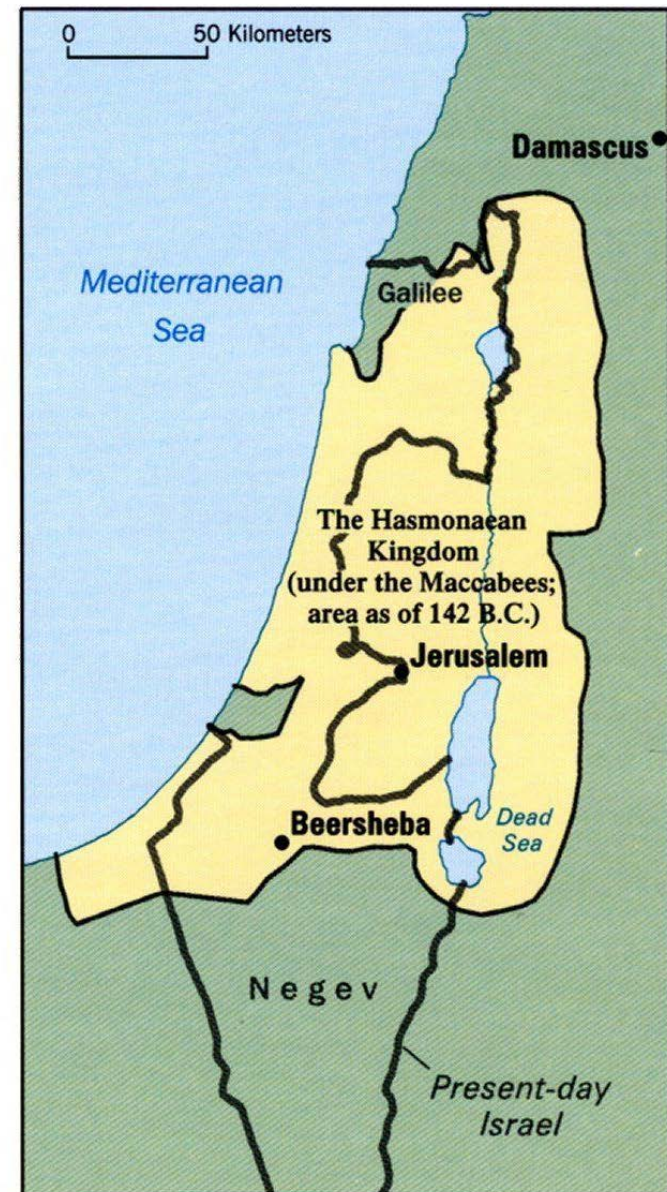 0 50 Kilometers
Damascus
Mediterranean
Sea
Galilee
The Hasmonaean
Kingdom
(under the Maccabees;
area as of 142 B.C.)
Jerusalem
Beersheba
Dead
Sea
Negev
Present-day
Israel